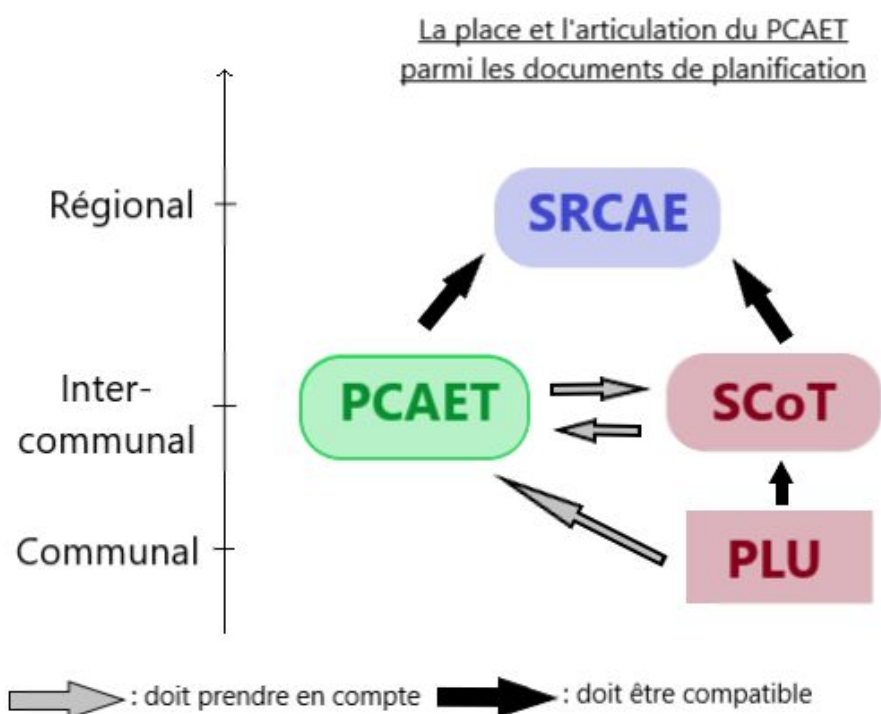 La place et l'articulation du PCAET
parmi les documents de planification
Régional
SRCAE
Inter-
communal
PCAET
SCoT
Communal
PLU
: doit prendre en compte
: doit être compatible